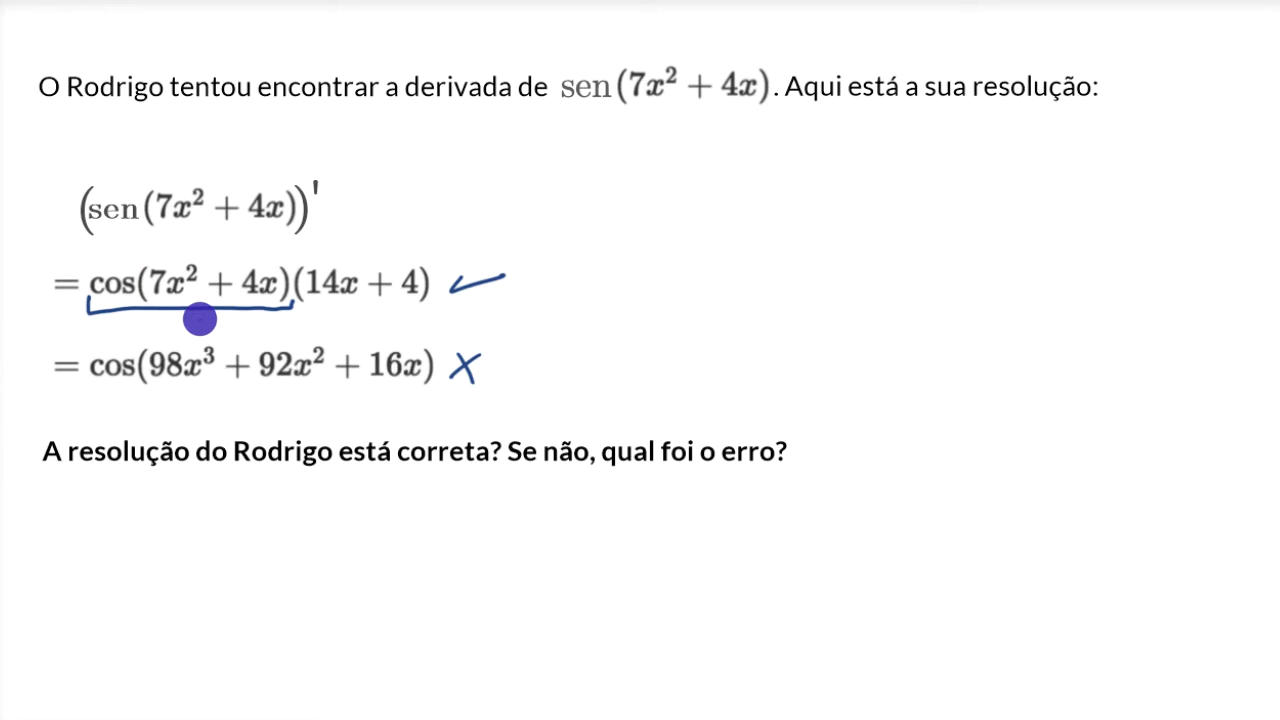 O Rodrigo tentou encontrar a derivada de sen(7x² + 4x). Aqui está a sua resolução:
(sen(7x² + 4x))'
= cos(7x² + 4x)(14x + 4) ✓
= cos(98x³ + 92x² + 16x) X
A resolução do Rodrigo está correta? Se não, qual foi o erro?